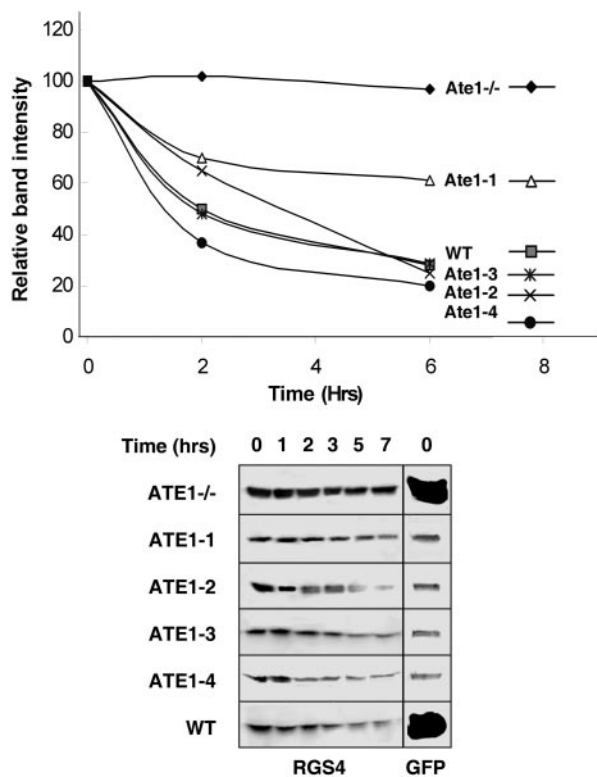 120
100
80
60
40
20
0
Relative band intensity
Ate1-/-
Ate1-1
WT
Ate1-3
Ate1-2
Ate1-4
0 2 4 6 8
Time (Hrs)
Time (hrs) 0 1 2 3 5 7 0
ATE1-/-
ATE1-1
ATE1-2
ATE1-3
ATE1-4
WT
RGS4 GFP